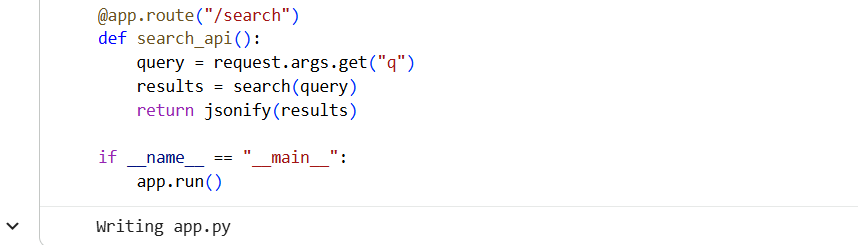 @app.route("/search")
def search_api():
    query = request.args.get("q")
    results = search(query)
    return jsonify(results)

if __name__ == "__main__":
    app.run()
Writing app.py